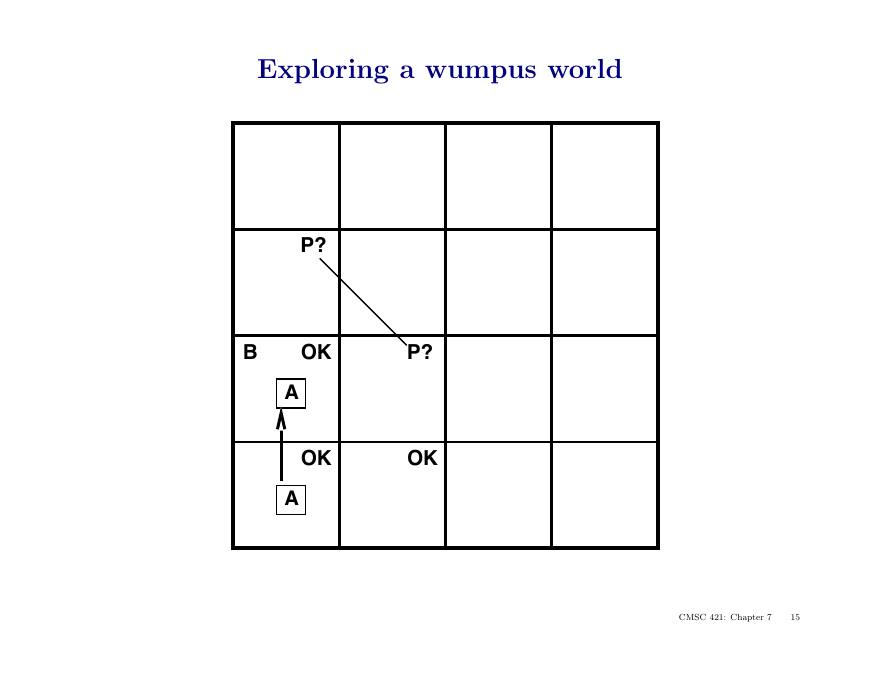 Exploring a wumpus world
P?
B OK P?
A
OK OK
A
CMSC 421: Chapter 7 15